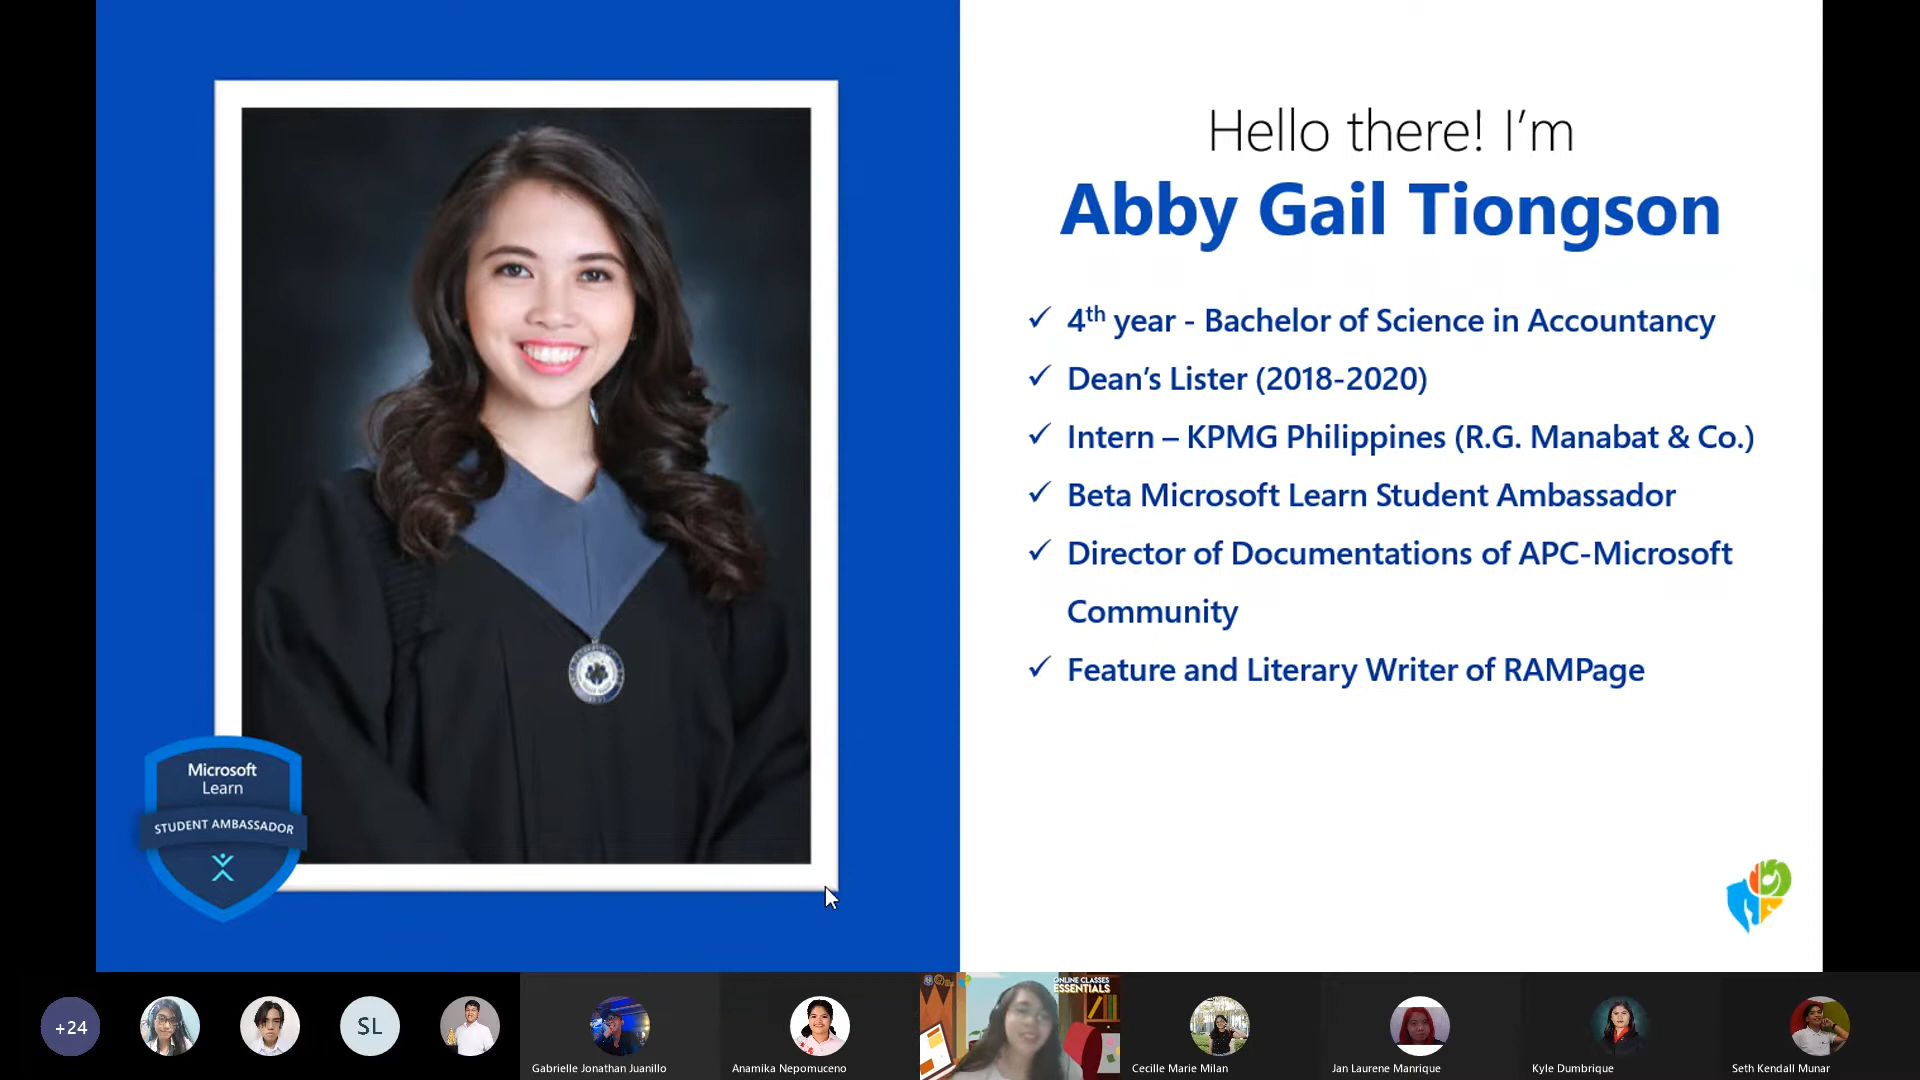 Hello there! I’m
Abby Gail Tiongson
✓ 4th year - Bachelor of Science in Accountancy
✓ Dean’s Lister (2018-2020)
✓ Intern – KPMG Philippines (R.G. Manabat & Co.)
✓ Beta Microsoft Learn Student Ambassador
✓ Director of Documentations of APC-Microsoft
Community
✓ Feature and Literary Writer of RAMPage
Microsoft
Learn
STUDENT AMBASSADOR
+24
SL
Gabrielle Jonathan Juanillo
Anamika Nepomuceno
ONLINE CLASSES
ESSENTIALS
Cecille Marie Milan
Jan Laurene Manrique
Kyle Dumbrique
Seth Kendall Munar